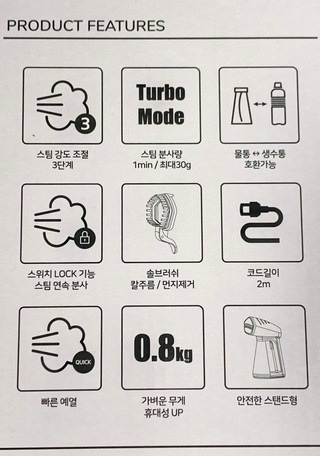 PRODUCT FEATURES
3
스팀 강도 조절
3단계
Turbo
Mode
스팀 분사량
1min / 최대30g
물통 ↔ 생수통
호환가능
스위치 LOCK 기능
스팀 연속 분사
솔브러쉬
칼주름 / 먼지제거
코드길이
2m
QUICK
빠른 예열
0.8kg
가벼운 무게
휴대성 UP
안전한 스탠드형